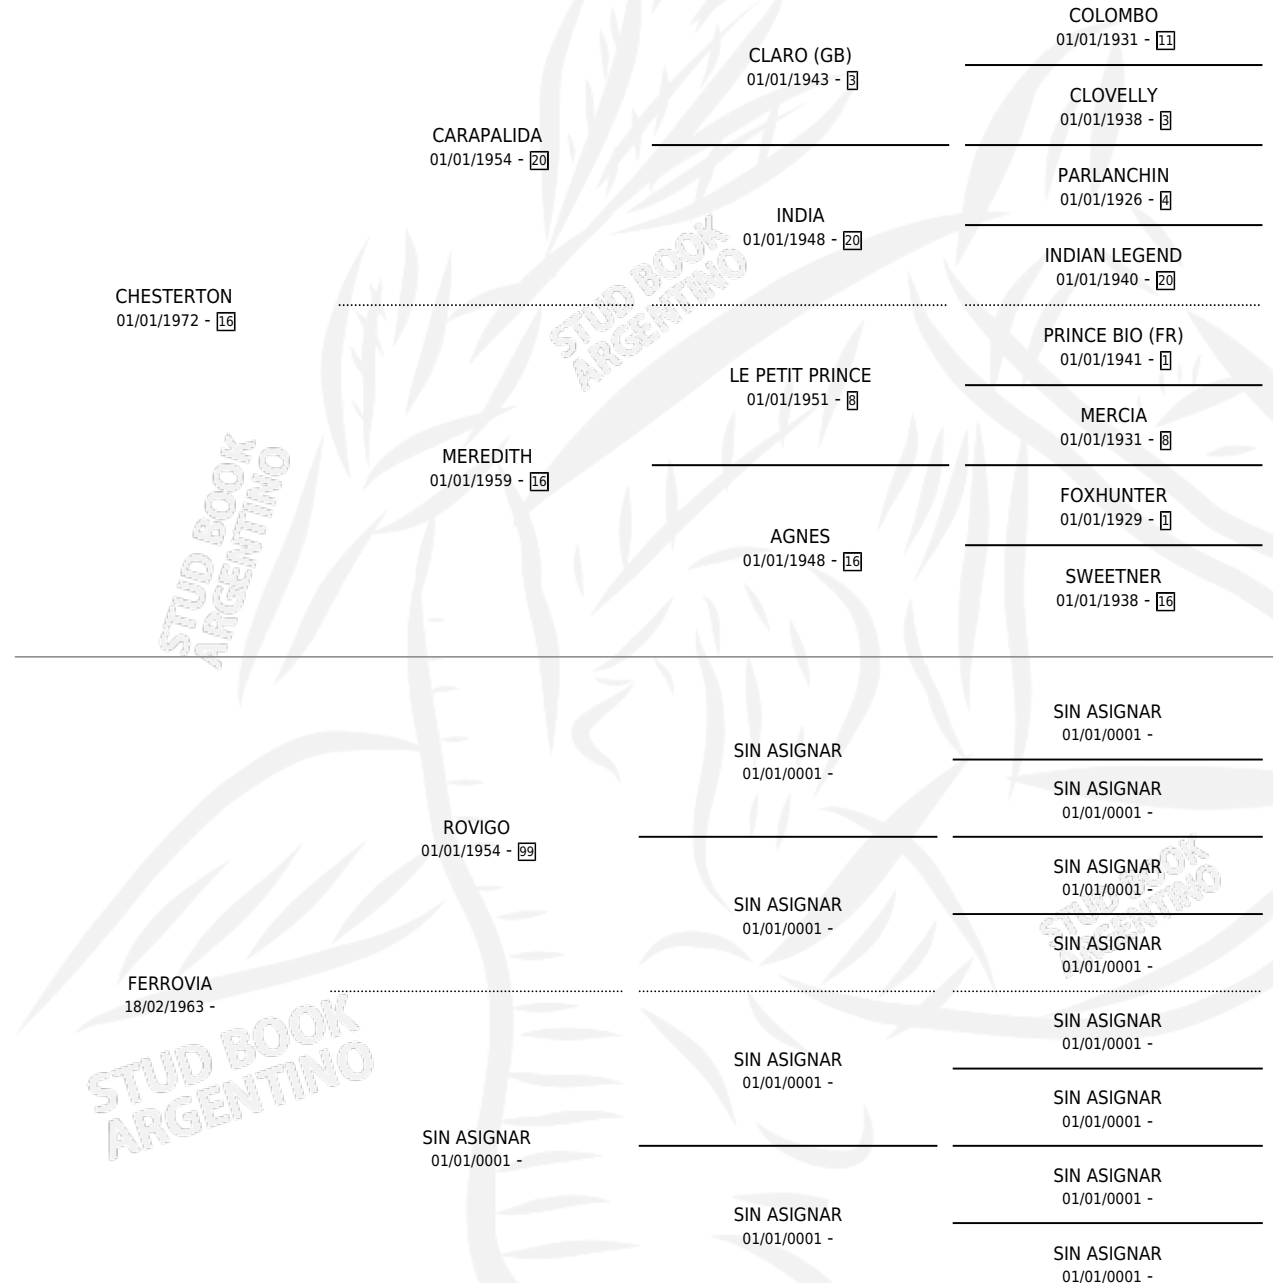 COLOMBO
01/01/1931 - 11
CLARO (GB)
01/01/1943 - 3
CLOVELLY
01/01/1938 - 3
CARAPALIDA
01/01/1954 - 20
PARLANCHIN
01/01/1926 - 4
INDIA
01/01/1948 - 20
INDIAN LEGEND
01/01/1940 - 20
CHESTERTON
01/01/1972 - 16
PRINCE BIO (FR)
01/01/1941 - 1
LE PETIT PRINCE
01/01/1951 - 8
MERCIA
01/01/1931 - 8
MEREDITH
01/01/1959 - 16
FOXHUNTER
01/01/1929 - 1
AGNES
01/01/1948 - 16
SWEETNER
01/01/1938 - 16
STUD BOOK
ARGENTINO
STUD BOOK
ARGENTINO
SIN ASIGNAR
01/01/0001 -
SIN ASIGNAR
01/01/0001 -
SIN ASIGNAR
01/01/0001 -
ROVIGO
01/01/1954 - 99
SIN ASIGNAR
01/01/0001 -
SIN ASIGNAR
01/01/0001 -
SIN ASIGNAR
01/01/0001 -
STUD BOOK
ARGENTINO
FERROVIA
18/02/1963 -
SIN ASIGNAR
01/01/0001 -
SIN ASIGNAR
01/01/0001 -
SIN ASIGNAR
01/01/0001 -
STUD BOOK
ARGENTINO
SIN ASIGNAR
01/01/0001 -
SIN ASIGNAR
01/01/0001 -
SIN ASIGNAR
01/01/0001 -
SIN ASIGNAR
01/01/0001 -